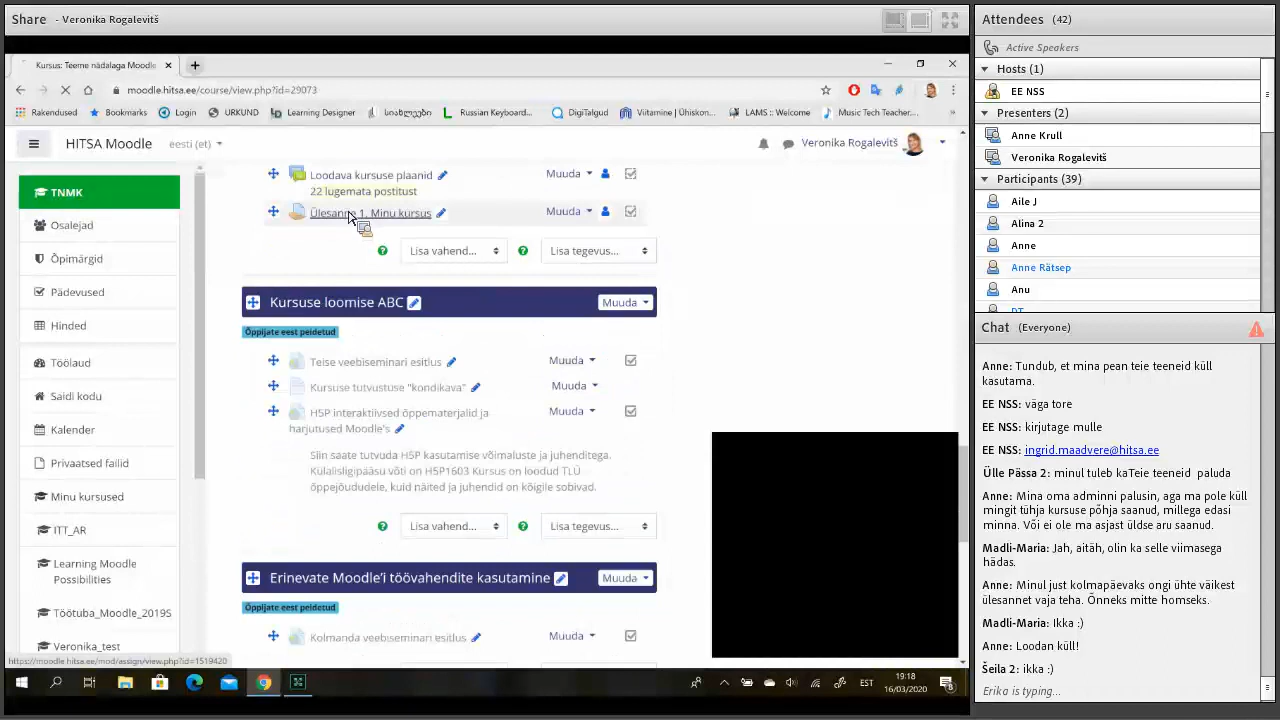 Share - Veronika Rogalevitš
Kursus: Teeme nädalaga Moodle
moodle.hitsa.ee/course/view.php?id=29073
Rakendused Bookmarks Login URKUND Learning Designer სიახლეები Russian Keyboard... DigiTalgud Viitamine / Ühiskon... LAMS :: Welcome Music Tech Teacher...
HITSA Moodle eesti (et) Veronika Rogalevitš
TNMK
Osalejad
Õpimärgid
Pädevused
Hinded
Töölaud
Saidi kodu
Kalender
Privaatsed failid
Minu kursused
ITT_AR
Learning Moodle
Possibilities
Töötuba_Moodle_2019S
Veronika_test
https://moodle.hitsa.ee/mod/assign/view.php?id=1519420
Loodava kursuse plaanid Muuda
22 lugemata postitust
Ülesanne 1. Minu kursus Muuda
Lisa vahend... Lisa tegevus...
Kursuse loomise ABC Muuda
Õppijate eest peidetud
Teise veebiseminari esitlus Muuda
Kursuse tutvustuse "kondikava" Muuda
H5P interaktiivsed õppematerjalid ja Muuda
harjutused Moodle's
Siin saate tutvuda H5P kasutamise võimaluste ja juhenditega.
Külalisligipääsu võti on H5P1603 Kursus on loodud TLÜ
õppejõududele, kuid näited ja juhendid on kõigile sobivad.
Lisa vahend... Lisa tegevus...
Erinevate Moodle'i töövahendite kasutamine Muuda
Õppijate eest peidetud
Kolmanda veebiseminari esitlus Muuda
EST
19:18
16/03/2020
Attendees (42)
Active Speakers
Hosts (1)
EE NSS
Presenters (2)
Anne Krull
Veronika Rogalevitš
Participants (39)
Aile J
Alina 2
Anne
Anne Rätsep
Anu
DT
Chat (Everyone)
Anne: Tundub, et mina pean teie teeneid küll
kasutama.
EE NSS: väga tore
EE NSS: kirjutage mulle
EE NSS: ingrid.maadvere@hitsa.ee
Ülle Pässa 2: minul tuleb kaTeie teeneid paluda
Anne: Mina oma adminni palusin, aga ma pole küll
mingit tühja kursuse põhja saanud, millega edasi
minna. Või ei ole ma asjast üldse aru saanud.
Madli-Maria: Jah, aitäh, olin ka selle viimasega
hädas.
Anne: Minul just kolmapäevaks ongi ühte väikest
ülesannet vaja teha. Õnneks mitte homseks.
Madli-Maria: Ikka :)
Anne: Loodan küll!
Šeila 2: ikka :)
Erika is typing...